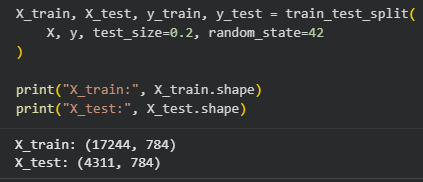 X_train, X_test, y_train, y_test = train_test_split(
    X, y, test_size=0.2, random_state=42
)
print("X_train:", X_train.shape)
print("X_test:", X_test.shape)
X_train: (17244, 784)
X_test: (4311, 784)